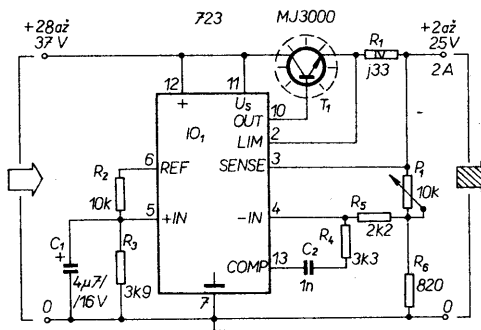 723
MJ3000
+28až
37 V
R1
j33
+2až
25V
2A
12
11
+
Us
T1
OUT
10
IO1
LIM
2
6
REF
SENSE
3
R2
10k
P1
10k
5
+IN
-IN
4
R5
2k2
C1
+
R3
R4
3k3
COMP
13
C2
1n
R6
820
4µ7/
/16V
3k9
7
0
0